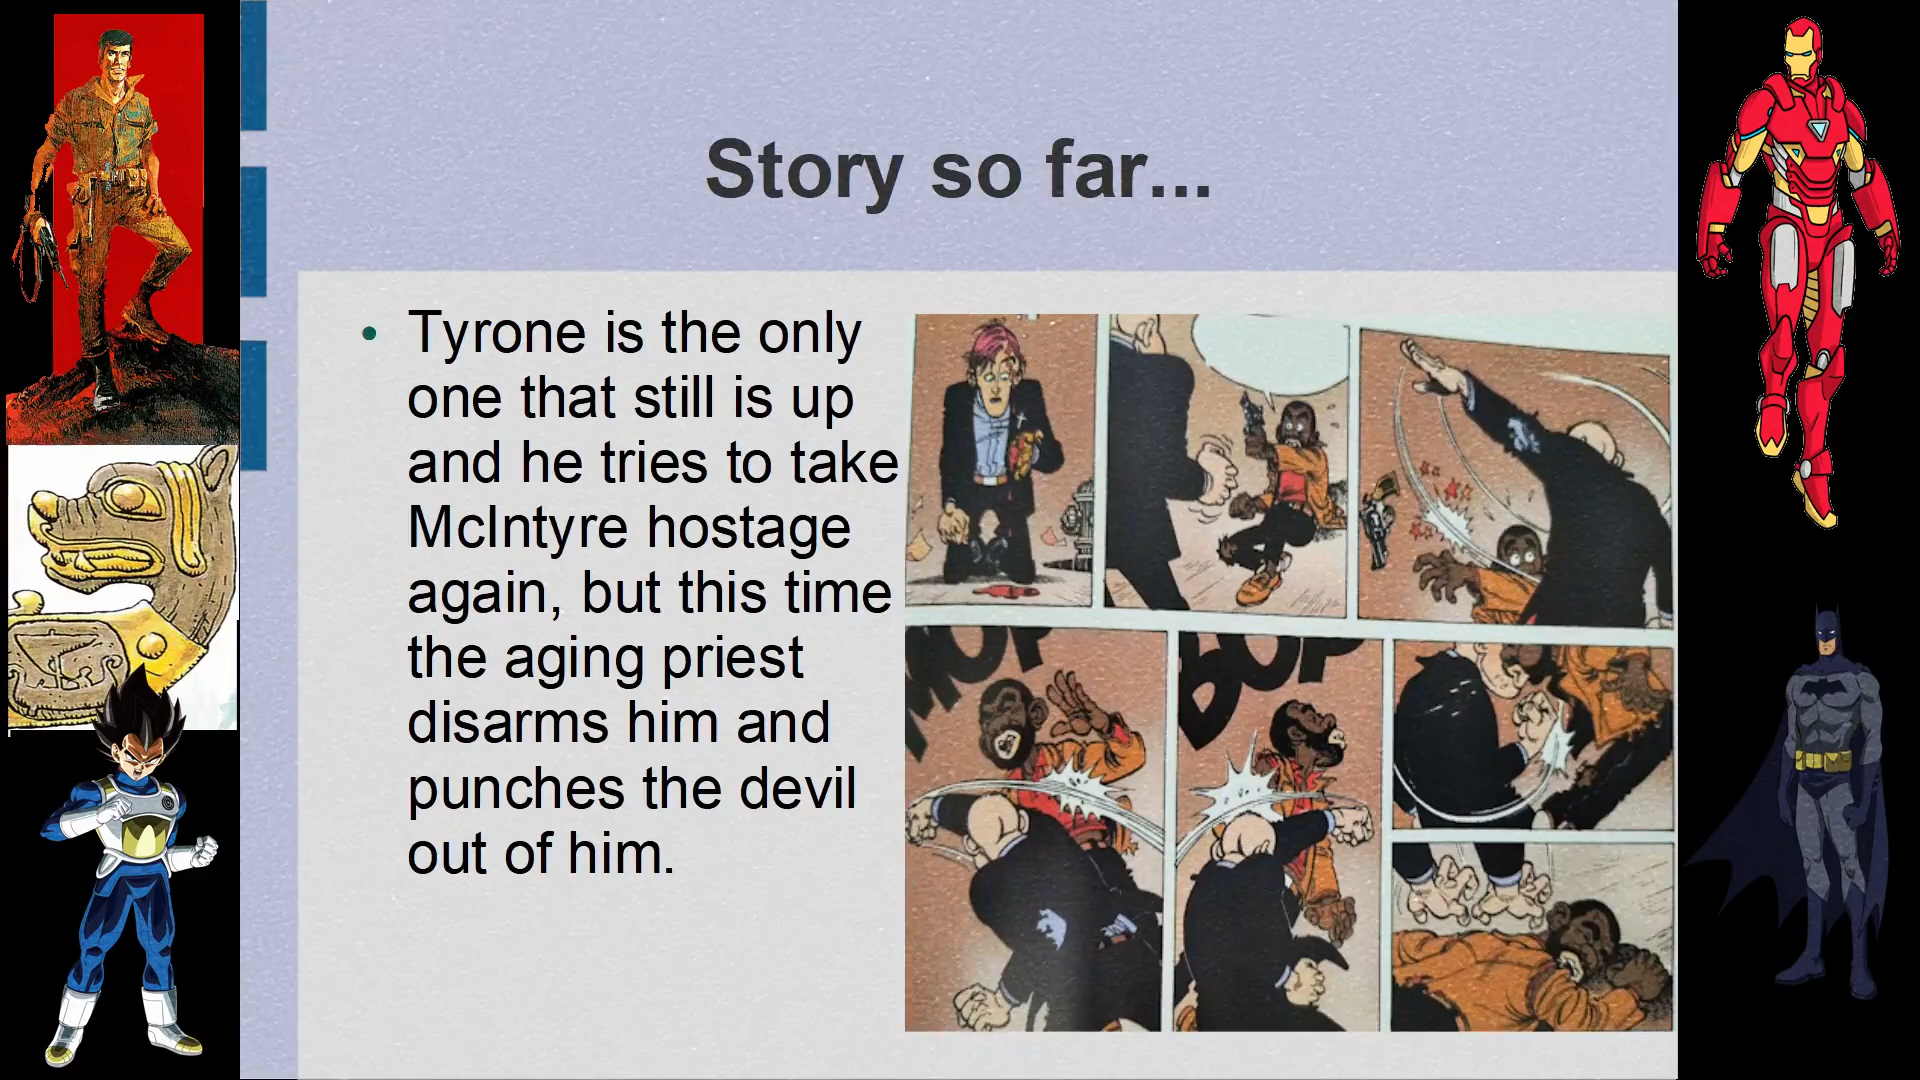 Story so far...
• Tyrone is the only
one that still is up
and he tries to take
McIntyre hostage
again, but this time
the aging priest
disarms him and
punches the devil
out of him.
BOP